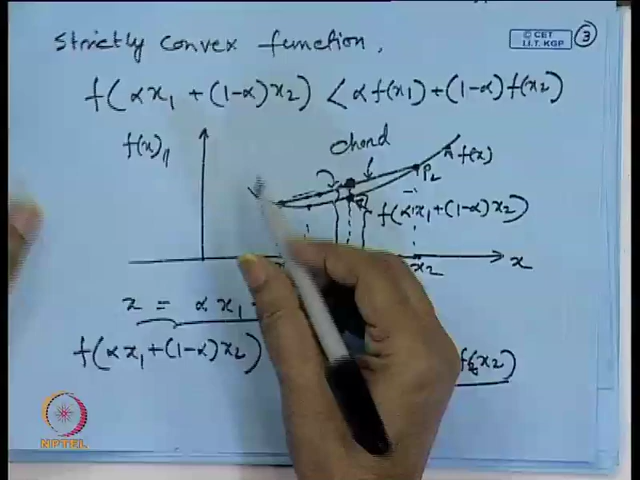 Strictly convex function,
© CET
I.I.T. KGP
3
f(αx1 + (1-α)x2) < αf(x1) + (1-α)f(x2)
f(x)
chord
f(x)
P2
f(αx1 + (1-α)x2)
x2
x
x = αx1
f(αx1 + (1-α)x2)
f(x2)
NPTEL